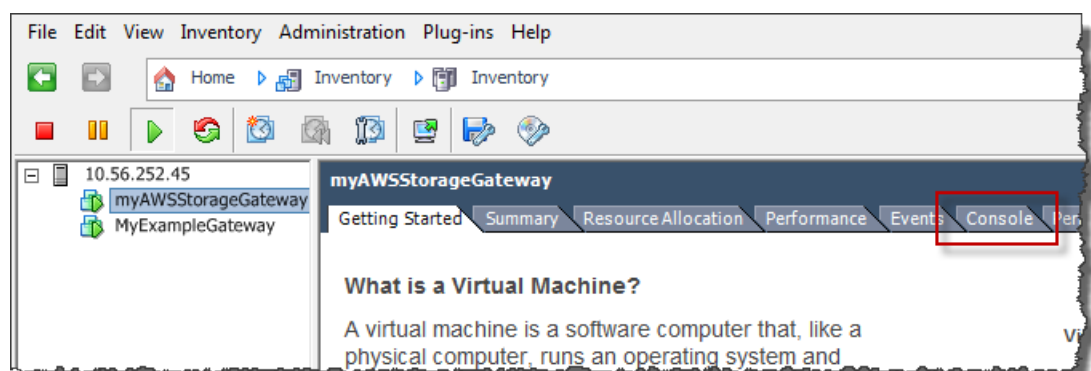 File Edit View Inventory Administration Plug-ins Help
Home Inventory Inventory
10.56.252.45
myAWSStorageGateway
MyExampleGateway
myAWSStorageGateway
Getting Started Summary Resource Allocation Performance Events Console
What is a Virtual Machine?
A virtual machine is a software computer that, like a
physical computer, runs an operating system and